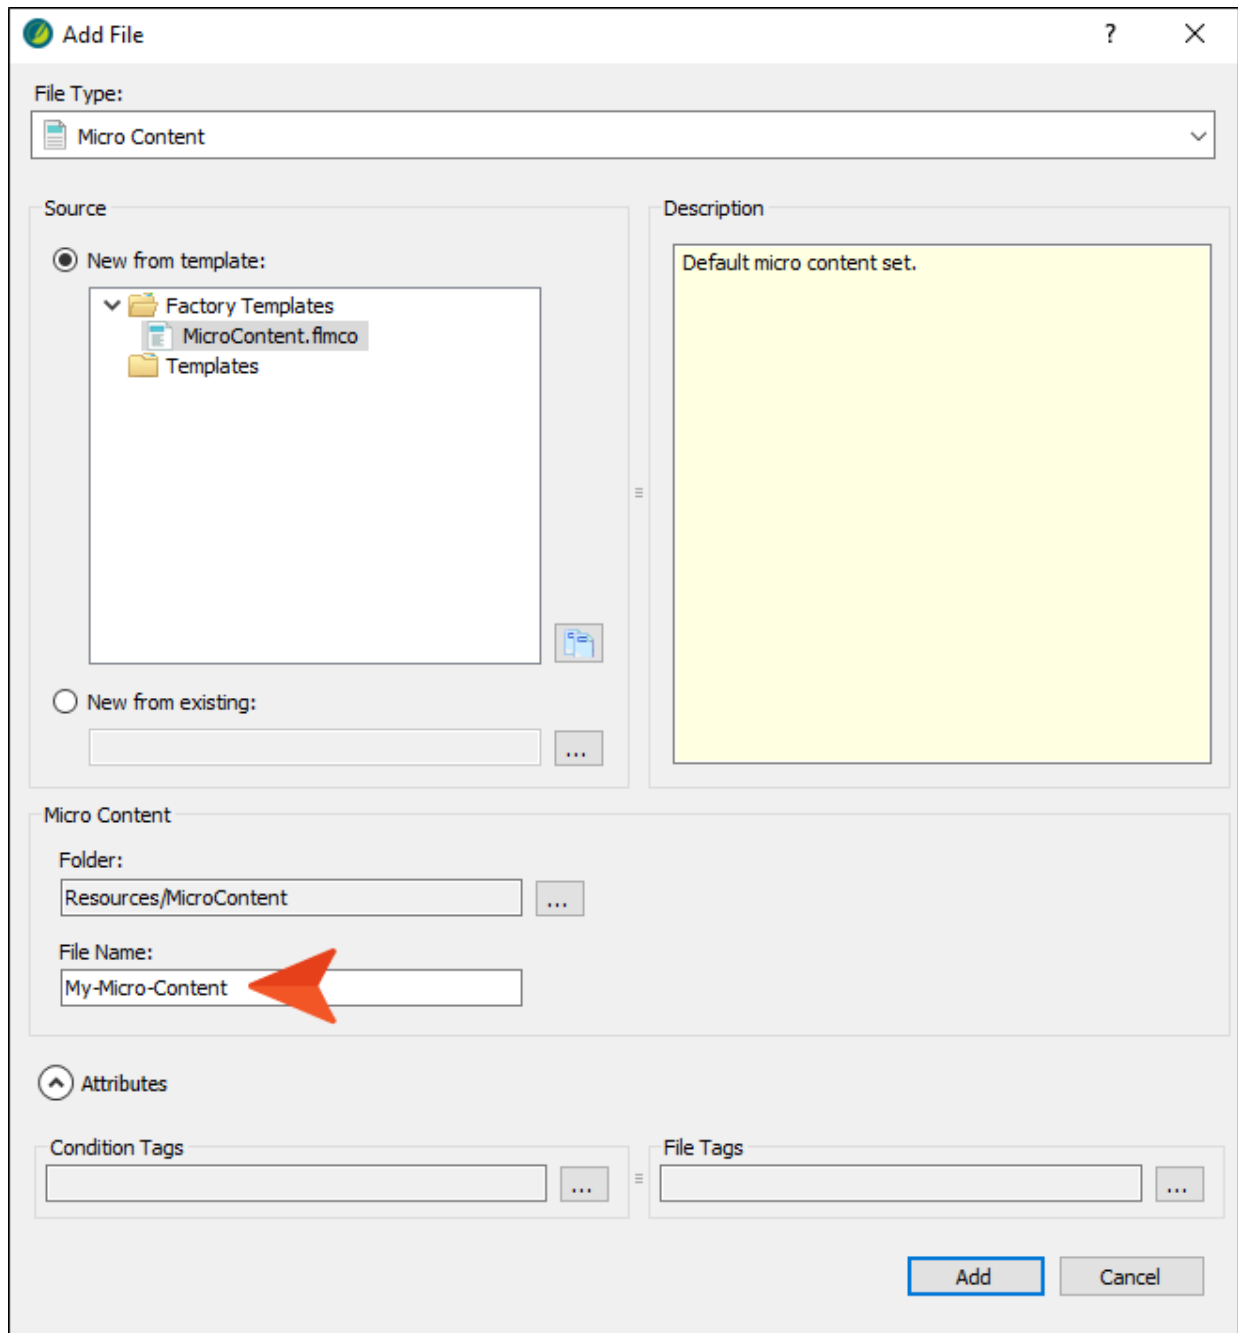 Add File
?
File Type:
Micro Content
Source
New from template:
Factory Templates
MicroContent.flmco
Templates
New from existing:
...
Description
Default micro content set.
Micro Content
Folder:
Resources/MicroContent
...
File Name:
My-Micro-Content
Attributes
Condition Tags
...
File Tags
...
Add
Cancel